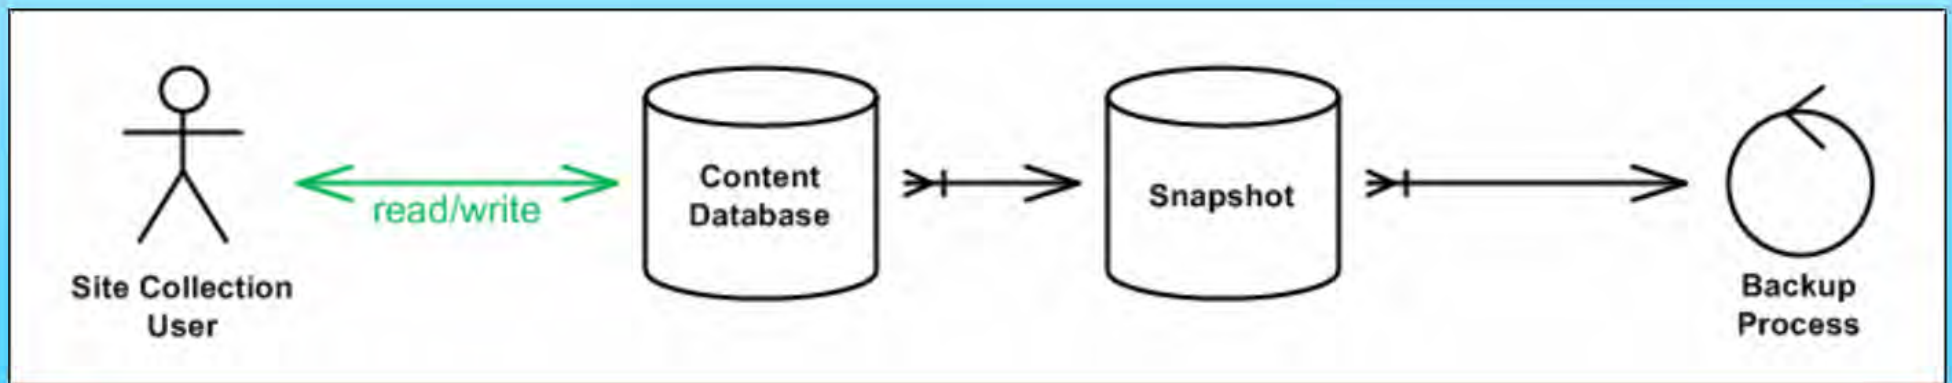 Site Collection
User
read/write
Content
Database
Snapshot
Backup
Process